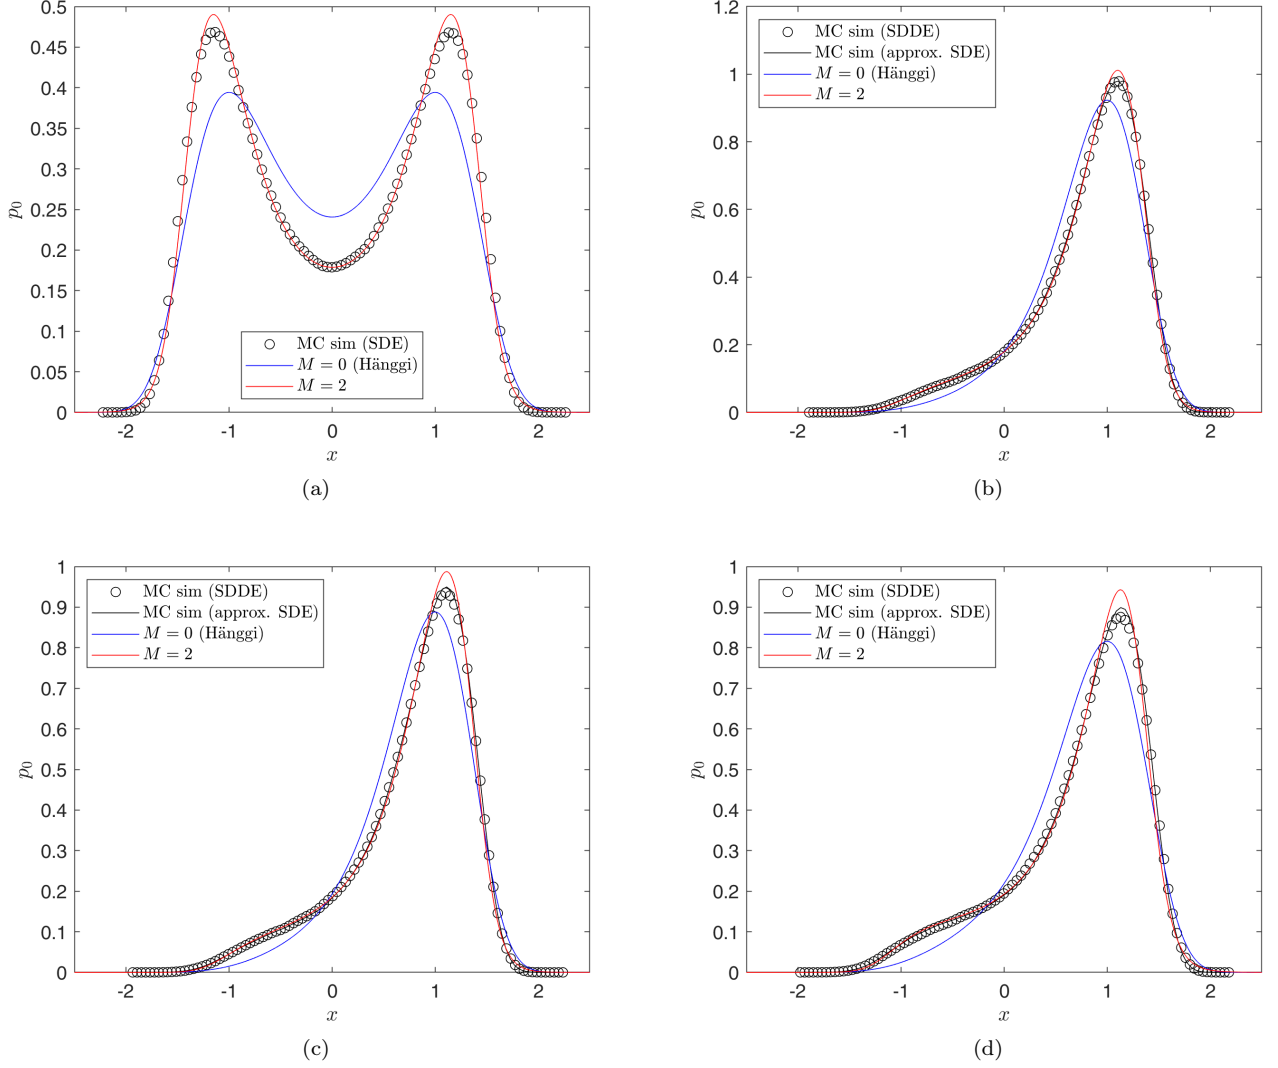 0.5
0.45
0.4
0.35
0.3
0.25
0.2
0.15
0.1
0.05
0
p₀
MC sim (SDE)
M = 0 (Hänggi)
M = 2
-2 -1 0 1 2
x
(a)
1.2
1
0.8
0.6
0.4
0.2
0
p₀
MC sim (SDDE)
MC sim (approx. SDE)
M = 0 (Hänggi)
M = 2
-2 -1 0 1 2
x
(b)
1
0.9
0.8
0.7
0.6
0.5
0.4
0.3
0.2
0.1
0
p₀
MC sim (SDDE)
MC sim (approx. SDE)
M = 0 (Hänggi)
M = 2
-2 -1 0 1 2
x
(c)
1
0.9
0.8
0.7
0.6
0.5
0.4
0.3
0.2
0.1
0
p₀
MC sim (SDDE)
MC sim (approx. SDE)
M = 0 (Hänggi)
M = 2
-2 -1 0 1 2
x
(d)